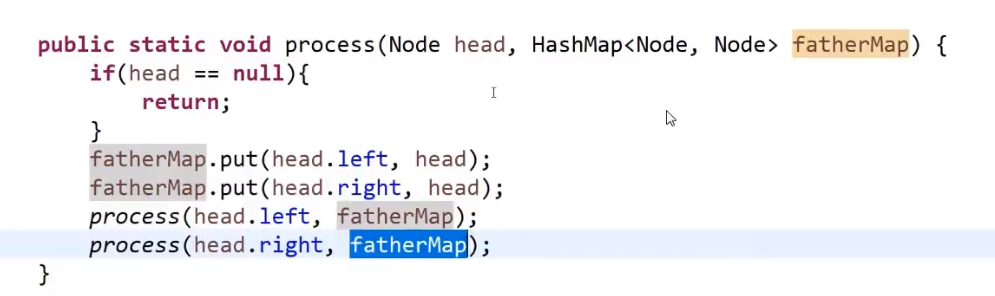 public static void process(Node head, HashMap<Node, Node> fatherMap) {
    if(head == null){
        return;
    }
    fatherMap.put(head.left, head);
    fatherMap.put(head.right, head);
    process(head.left, fatherMap);
    process(head.right, fatherMap);
}